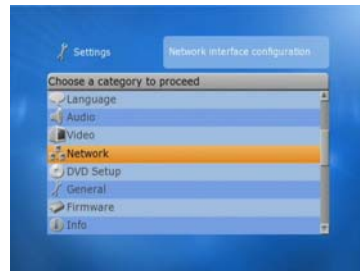 Settings
Network interface configuration
Choose a category to proceed
Language
Audio
Video
Network
DVD Setup
General
Firmware
Info